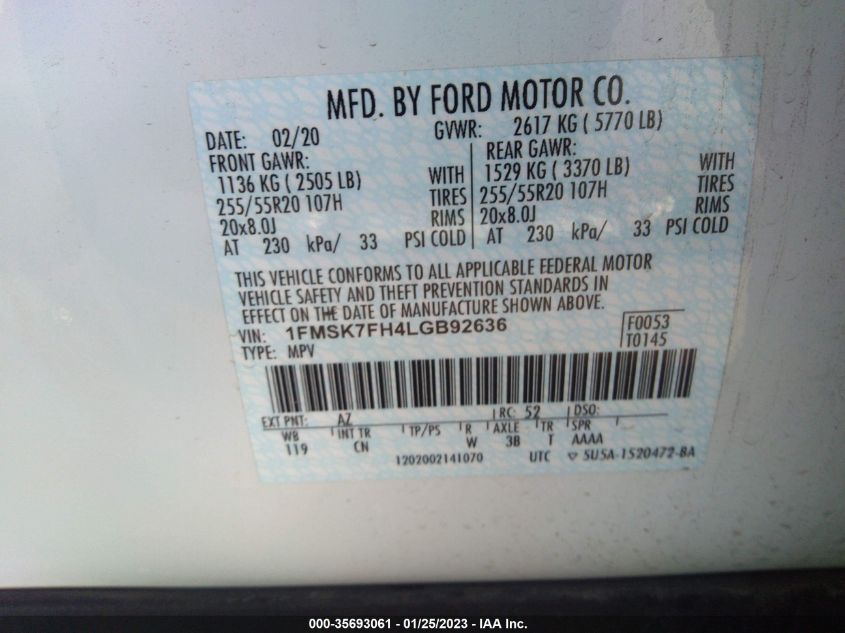 MFD. BY FORD MOTOR CO.
DATE: 02/20 GVWR: 2617 KG ( 5770 LB)
FRONT GAWR: REAR GAWR:
1136 KG ( 2505 LB) WITH 1529 KG ( 3370 LB) WITH
255/55R20 107H TIRES 255/55R20 107H TIRES
20x8.0J RIMS 20x8.0J RIMS
AT 230 kPa/ 33 PSI COLD AT 230 kPa/ 33 PSI COLD
THIS VEHICLE CONFORMS TO ALL APPLICABLE FEDERAL MOTOR
VEHICLE SAFETY AND THEFT PREVENTION STANDARDS IN
EFFECT ON THE DATE OF MANUFACTURE SHOWN ABOVE.
VIN: 1FMSK7FH4LGB92636 F0053
TYPE: MPV T0145
EXT PNT: AZ RC: 52 DSO:
WB INT TR TP/PS R AXLE TR SPR
119 CN W 3B T AAAA
1202002141070 UTC 5U5A-1520472-BA
000-35693061 - 01/25/2023 - IAA Inc.